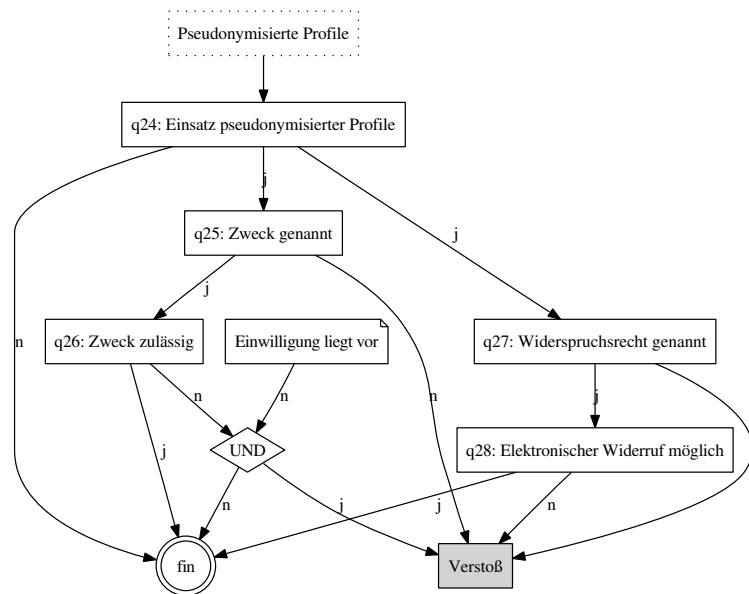 Pseudonymisierte Profile
q24: Einsatz pseudonymisierter Profile
j
j
q25: Zweck genannt
j
n
q26: Zweck zulässig
Einwilligung liegt vor
q27: Widerspruchsrecht genannt
n
n
n
j
n
j
UND
q28: Elektronischer Widerruf möglich
n
j
j
n
fin
Verstoß